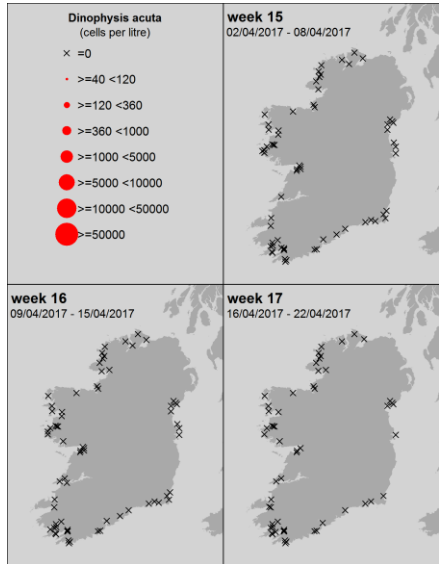 Dinophysis acuta
(cells per litre)
=0
>=40 <120
>=120 <360
>=360 <1000
>=1000 <5000
>=5000 <10000
>=10000 <50000
>=50000
week 15
02/04/2017 - 08/04/2017
week 16
09/04/2017 - 15/04/2017
week 17
16/04/2017 - 22/04/2017